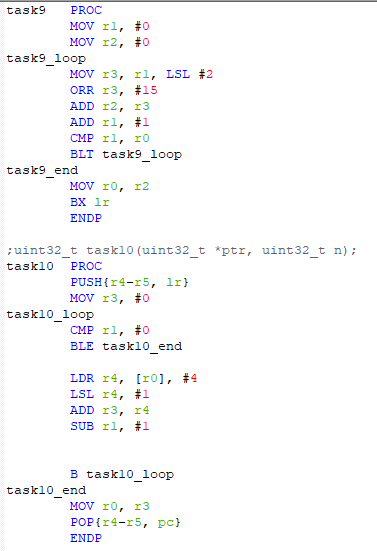 task9 PROC
MOV r1, #0
MOV r2, #0
task9_loop
MOV r3, r1, LSL #2
ORR r3, #15
ADD r2, r3
ADD r1, #1
CMP r1, r0
BLT task9_loop
task9_end
MOV r0, r2
BX lr
ENDP
;uint32_t task10(uint32_t *ptr, uint32_t n);
task10 PROC
PUSH{r4-r5, lr}
MOV r3, #0
task10_loop
CMP r1, #0
BLE task10_end
LDR r4, [r0], #4
LSL r4, #1
ADD r3, r4
SUB r1, #1
B task10_loop
task10_end
MOV r0, r3
POP{r4-r5, pc}
ENDP